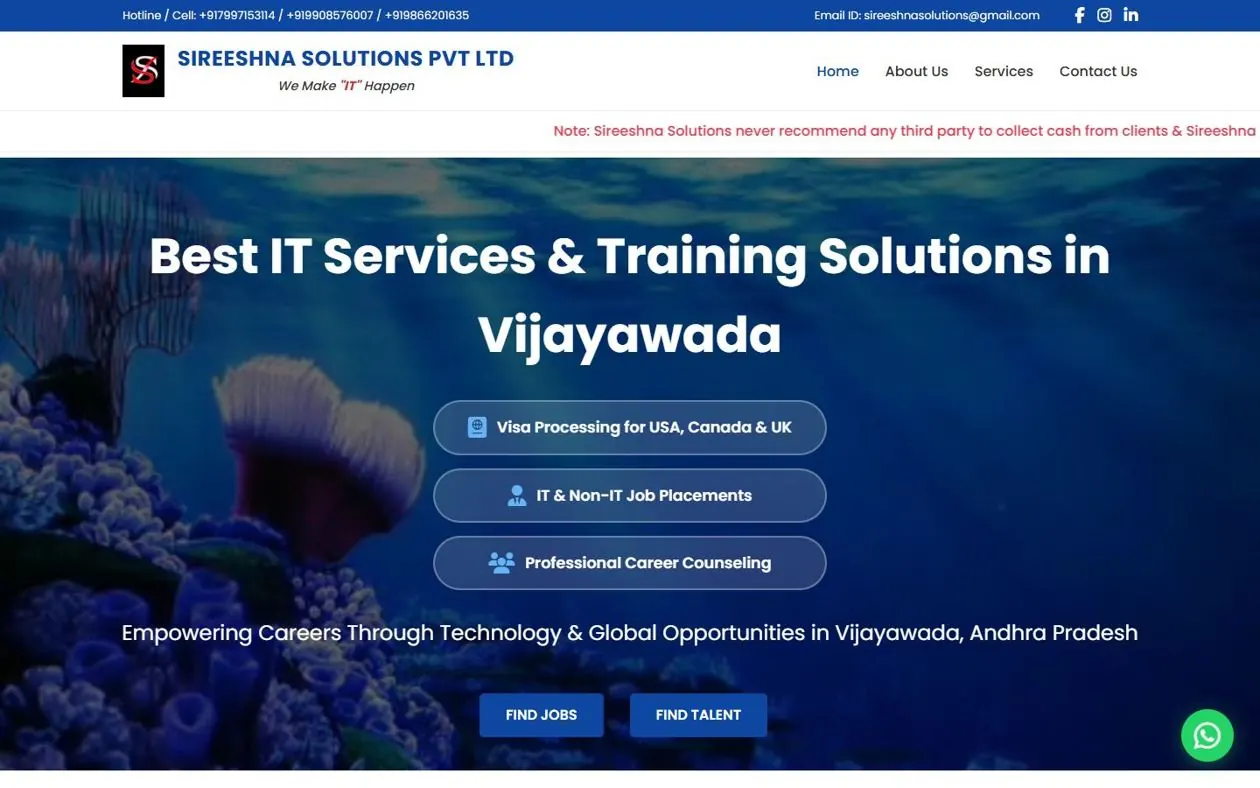 Hotline / Cell: +917997153114 / +919908576007 / +919866201635
Email ID: sireeshnasolutions@gmail.com
SIREESHNA SOLUTIONS PVT LTD
We Make "IT" Happen
Home
About Us
Services
Contact Us
Note: Sireeshna Solutions never recommend any third party to collect cash from clients & Sireeshna
Best IT Services & Training Solutions in
Vijayawada
Visa Processing for USA, Canada & UK
IT & Non-IT Job Placements
Professional Career Counseling
Empowering Careers Through Technology & Global Opportunities in Vijayawada, Andhra Pradesh
FIND JOBS
FIND TALENT